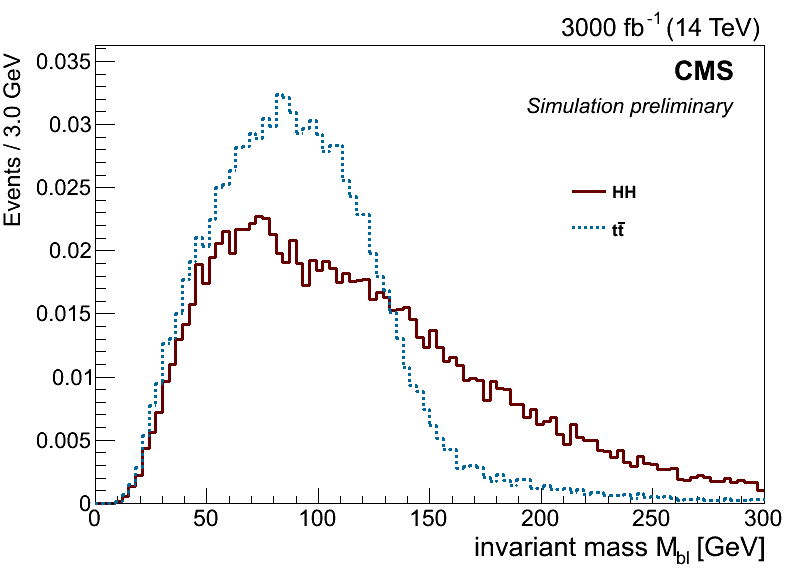 3000 fb⁻¹ (14 TeV)
CMS
Simulation preliminary
Events / 3.0 GeV
0.035
0.03
0.025
0.02
0.015
0.01
0.005
0
HH
tt̄
0 50 100 150 200 250 300
invariant mass M_bl [GeV]